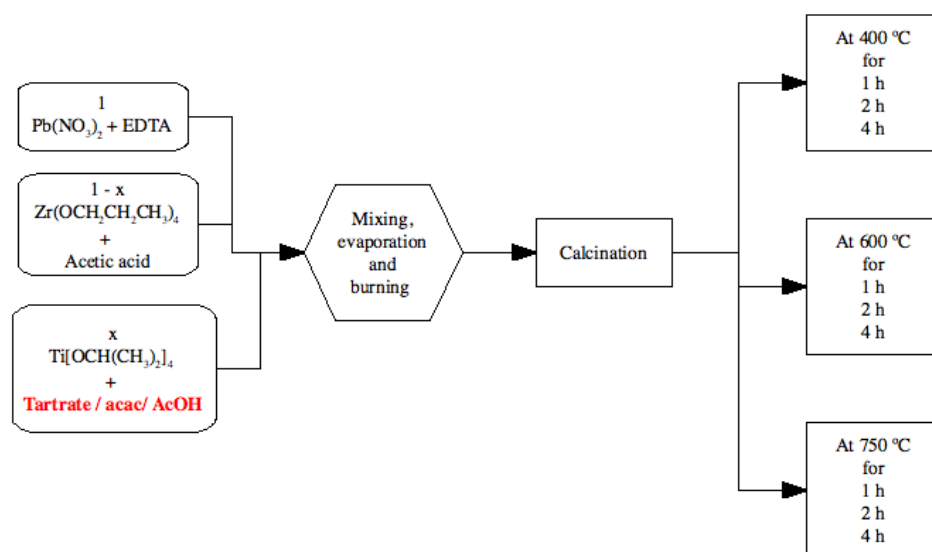 1
Pb(NO₃)₂ + EDTA
1 - x
Zr(OCH₂CH₂CH₃)₄
+
Acetic acid
x
Ti[OCH(CH₃)₂]₄
+
Tartrate / acac/ AcOH
Mixing,
evaporation
and
burning
Calcination
At 400 ºC
for
1 h
2 h
4 h
At 600 ºC
for
1 h
2 h
4 h
At 750 ºC
for
1 h
2 h
4 h